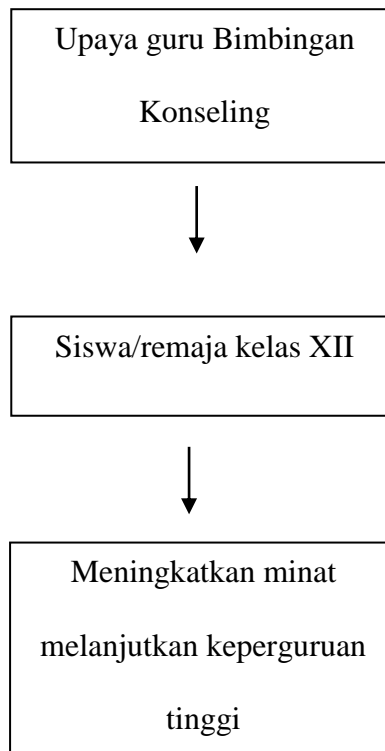 Upaya guru Bimbingan
Konseling
Siswa/remaja kelas XII
Meningkatkan minat
melanjutkan keperguruan
tinggi